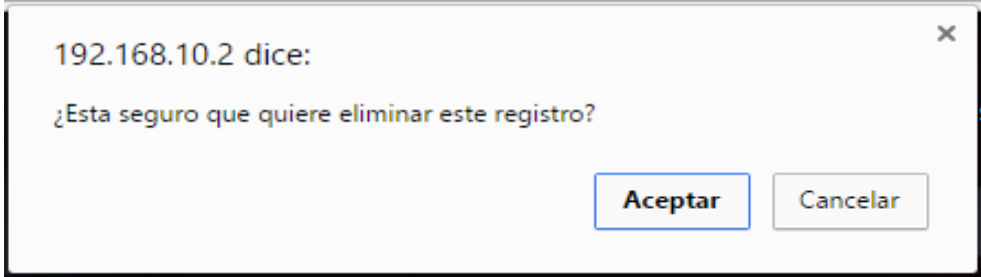 192.168.10.2 dice:
¿Esta seguro que quiere eliminar este registro?
Aceptar
Cancelar